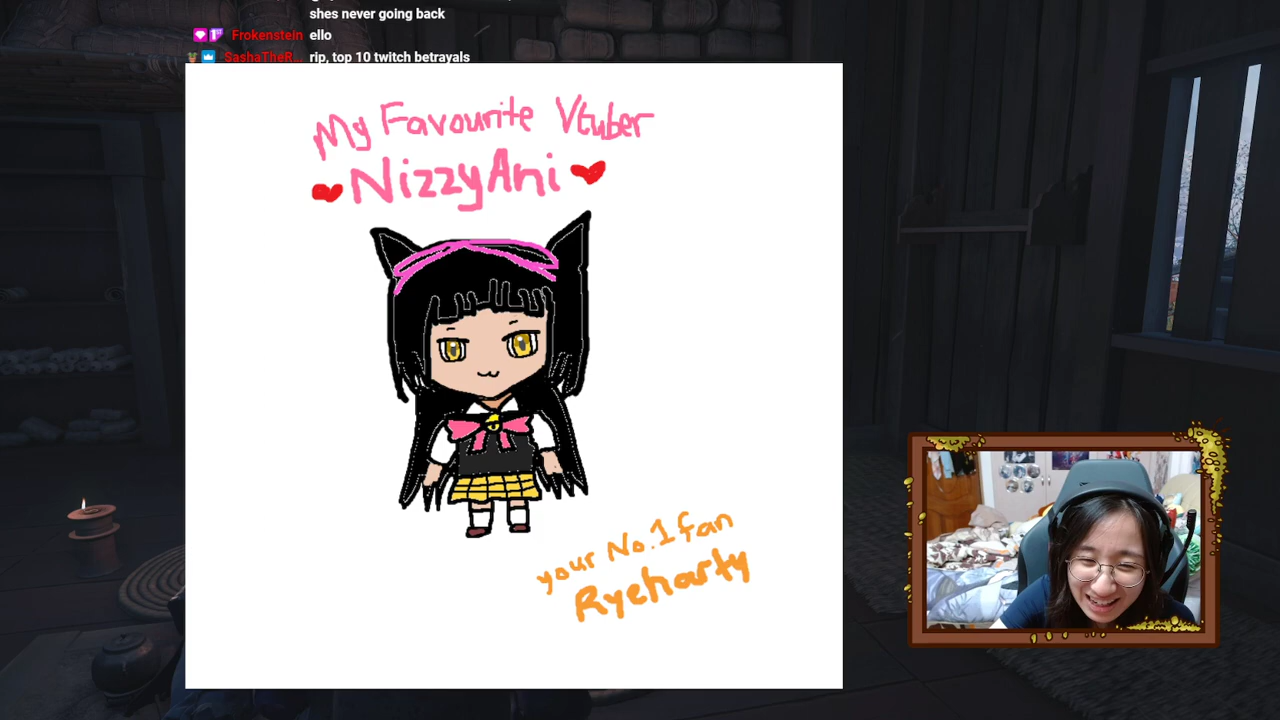 shes never going back
Frokenstein ello
SashaTheR... rip, top 10 twitch betrayals
My Favourite Vtuber
NizzyAni
your No.1 fan
Ryeharty